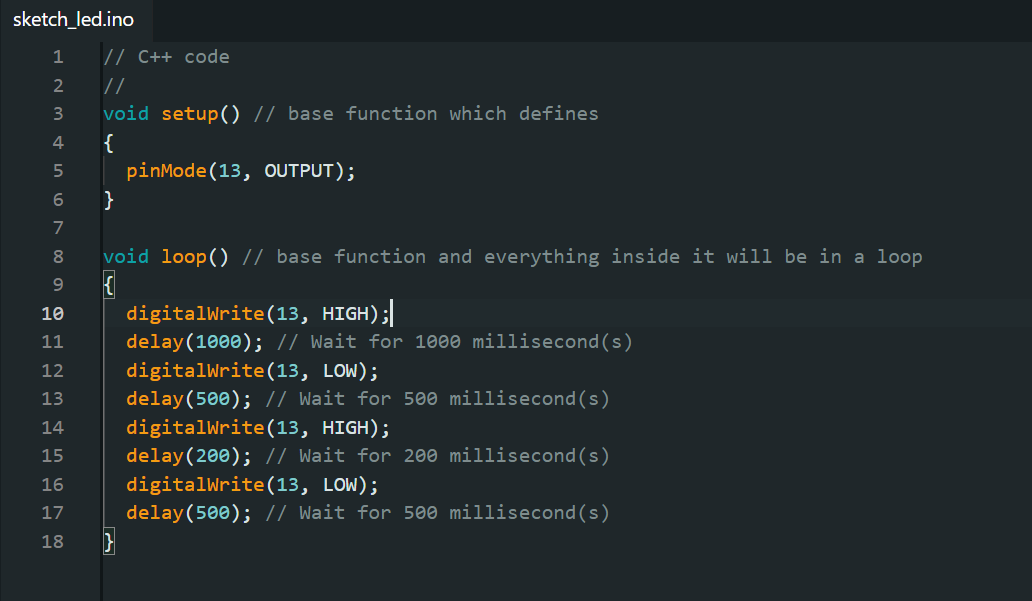 sketch_led.ino
1 // C++ code
2 //
3 void setup() // base function which defines
4 {
5 pinMode(13, OUTPUT);
6 }
7
8 void loop() // base function and everything inside it will be in a loop
9 {
10 digitalWrite(13, HIGH);
11 delay(1000); // Wait for 1000 millisecond(s)
12 digitalWrite(13, LOW);
13 delay(500); // Wait for 500 millisecond(s)
14 digitalWrite(13, HIGH);
15 delay(200); // Wait for 200 millisecond(s)
16 digitalWrite(13, LOW);
17 delay(500); // Wait for 500 millisecond(s)
18 }